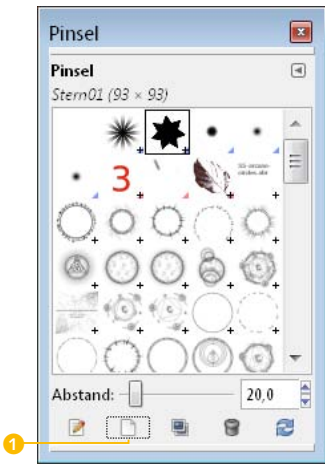 Pinsel
Pinsel
Stern01 (93 × 93)
3
Abstand:
20,0
1